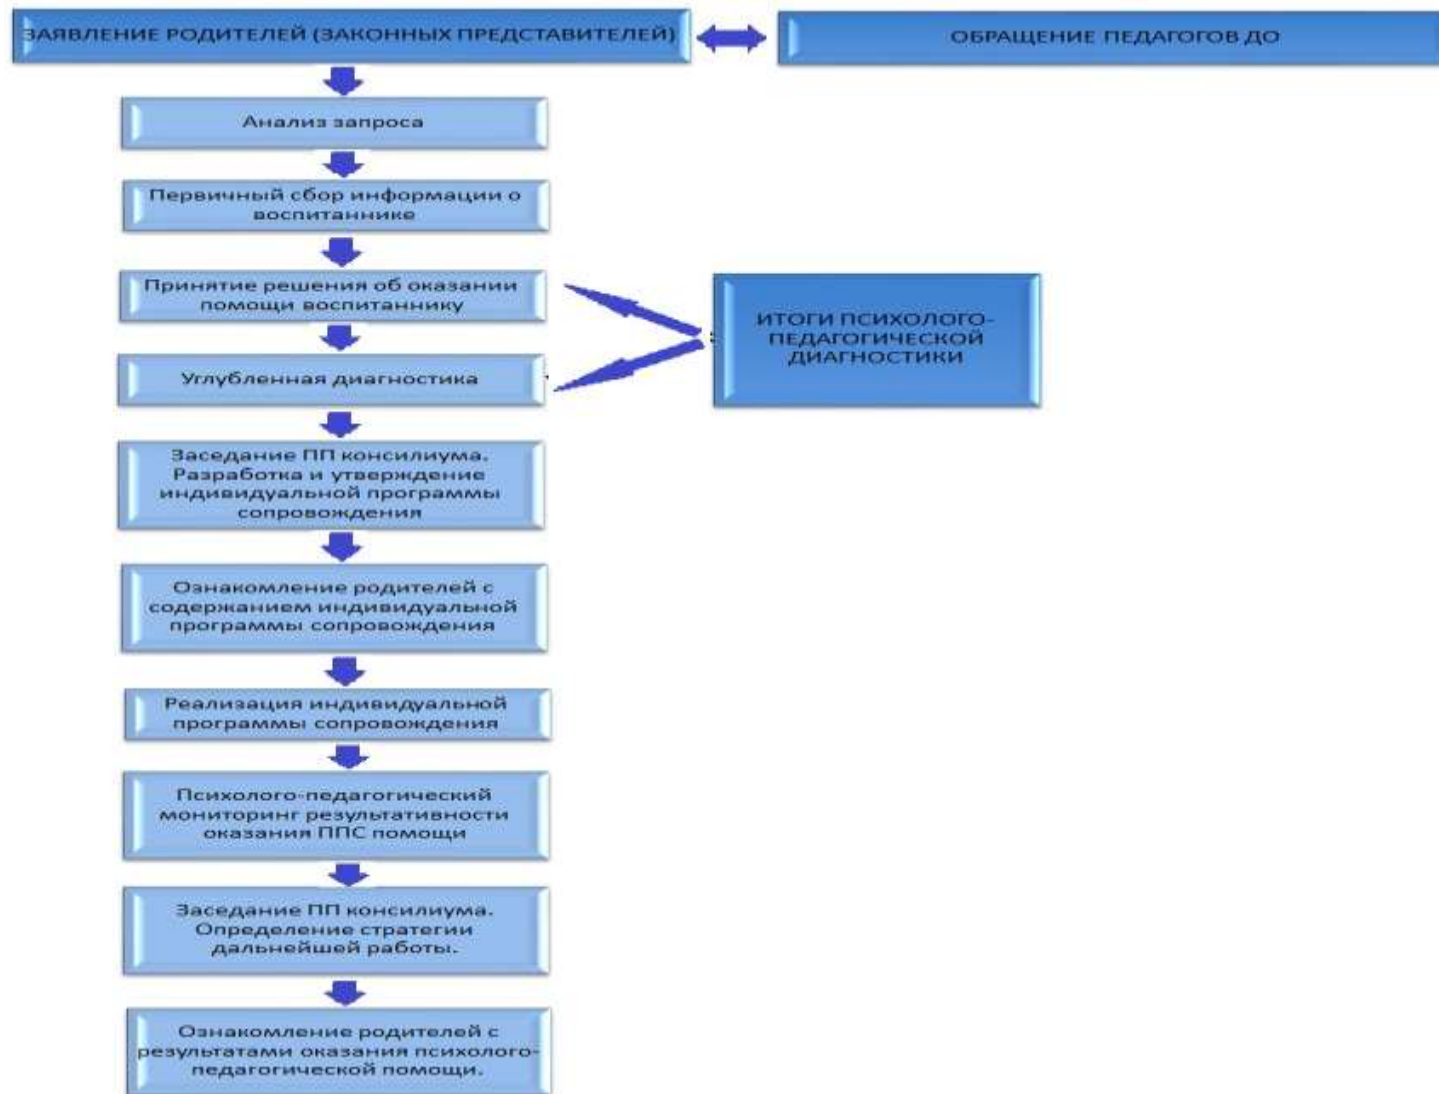 ЗАЯВЛЕНИЕ РОДИТЕЛЕЙ (ЗАКОННЫХ ПРЕДСТАВИТЕЛЕЙ)
ОБРАЩЕНИЕ ПЕДАГОГОВ ДО
Анализ запроса
Первичный сбор информации о
воспитаннике
Принятие решения об оказании
помощи воспитаннику
ИТОГИ ПСИХОЛОГО-
ПЕДАГОГИЧЕСКОЙ
ДИАГНОСТИКИ
Углубленная диагностика
Заседание ПП консилиума.
Разработка и утверждение
индивидуальной программы
сопровождения
Ознакомление родителей с
содержанием индивидуальной
программы сопровождения
Реализация индивидуальной
программы сопровождения
Психолого-педагогический
мониторинг результативности
оказания ППС помощи
Заседание ПП консилиума.
Определение стратегии
дальнейшей работы.
Ознакомление родителей с
результатами оказания психолого-
педагогической помощи.